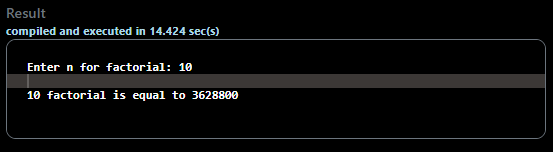 Result
compiled and executed in 14.424 sec(s)
Enter n for factorial: 10
10 factorial is equal to 3628800